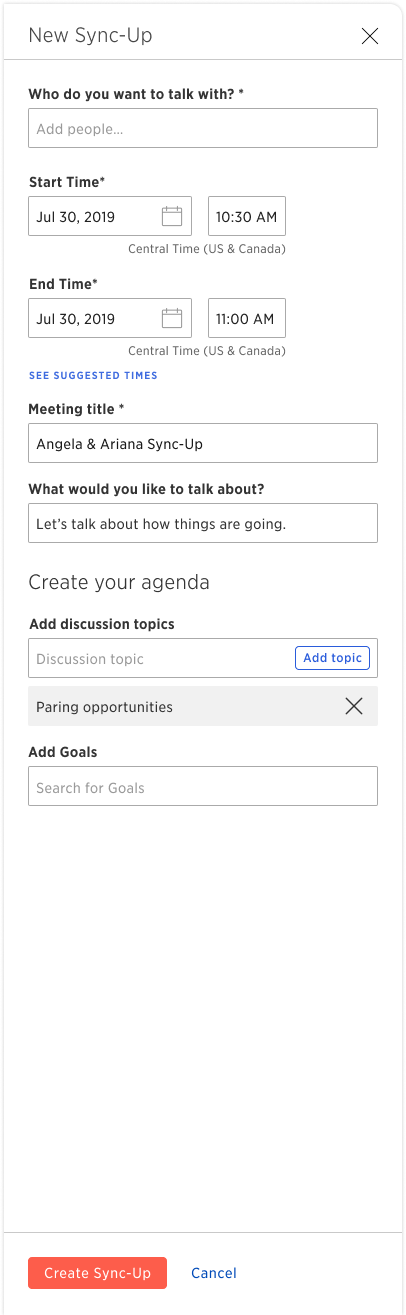 New Sync-Up
Who do you want to talk with? *
Add people...
Start Time*
Jul 30, 2019
10:30 AM
Central Time (US & Canada)
End Time*
Jul 30, 2019
11:00 AM
Central Time (US & Canada)
SEE SUGGESTED TIMES
Meeting title *
Angela & Ariana Sync-Up
What would you like to talk about?
Let’s talk about how things are going.
Create your agenda
Add discussion topics
Discussion topic
Add topic
Paring opportunities
Add Goals
Search for Goals
Create Sync-Up
Cancel